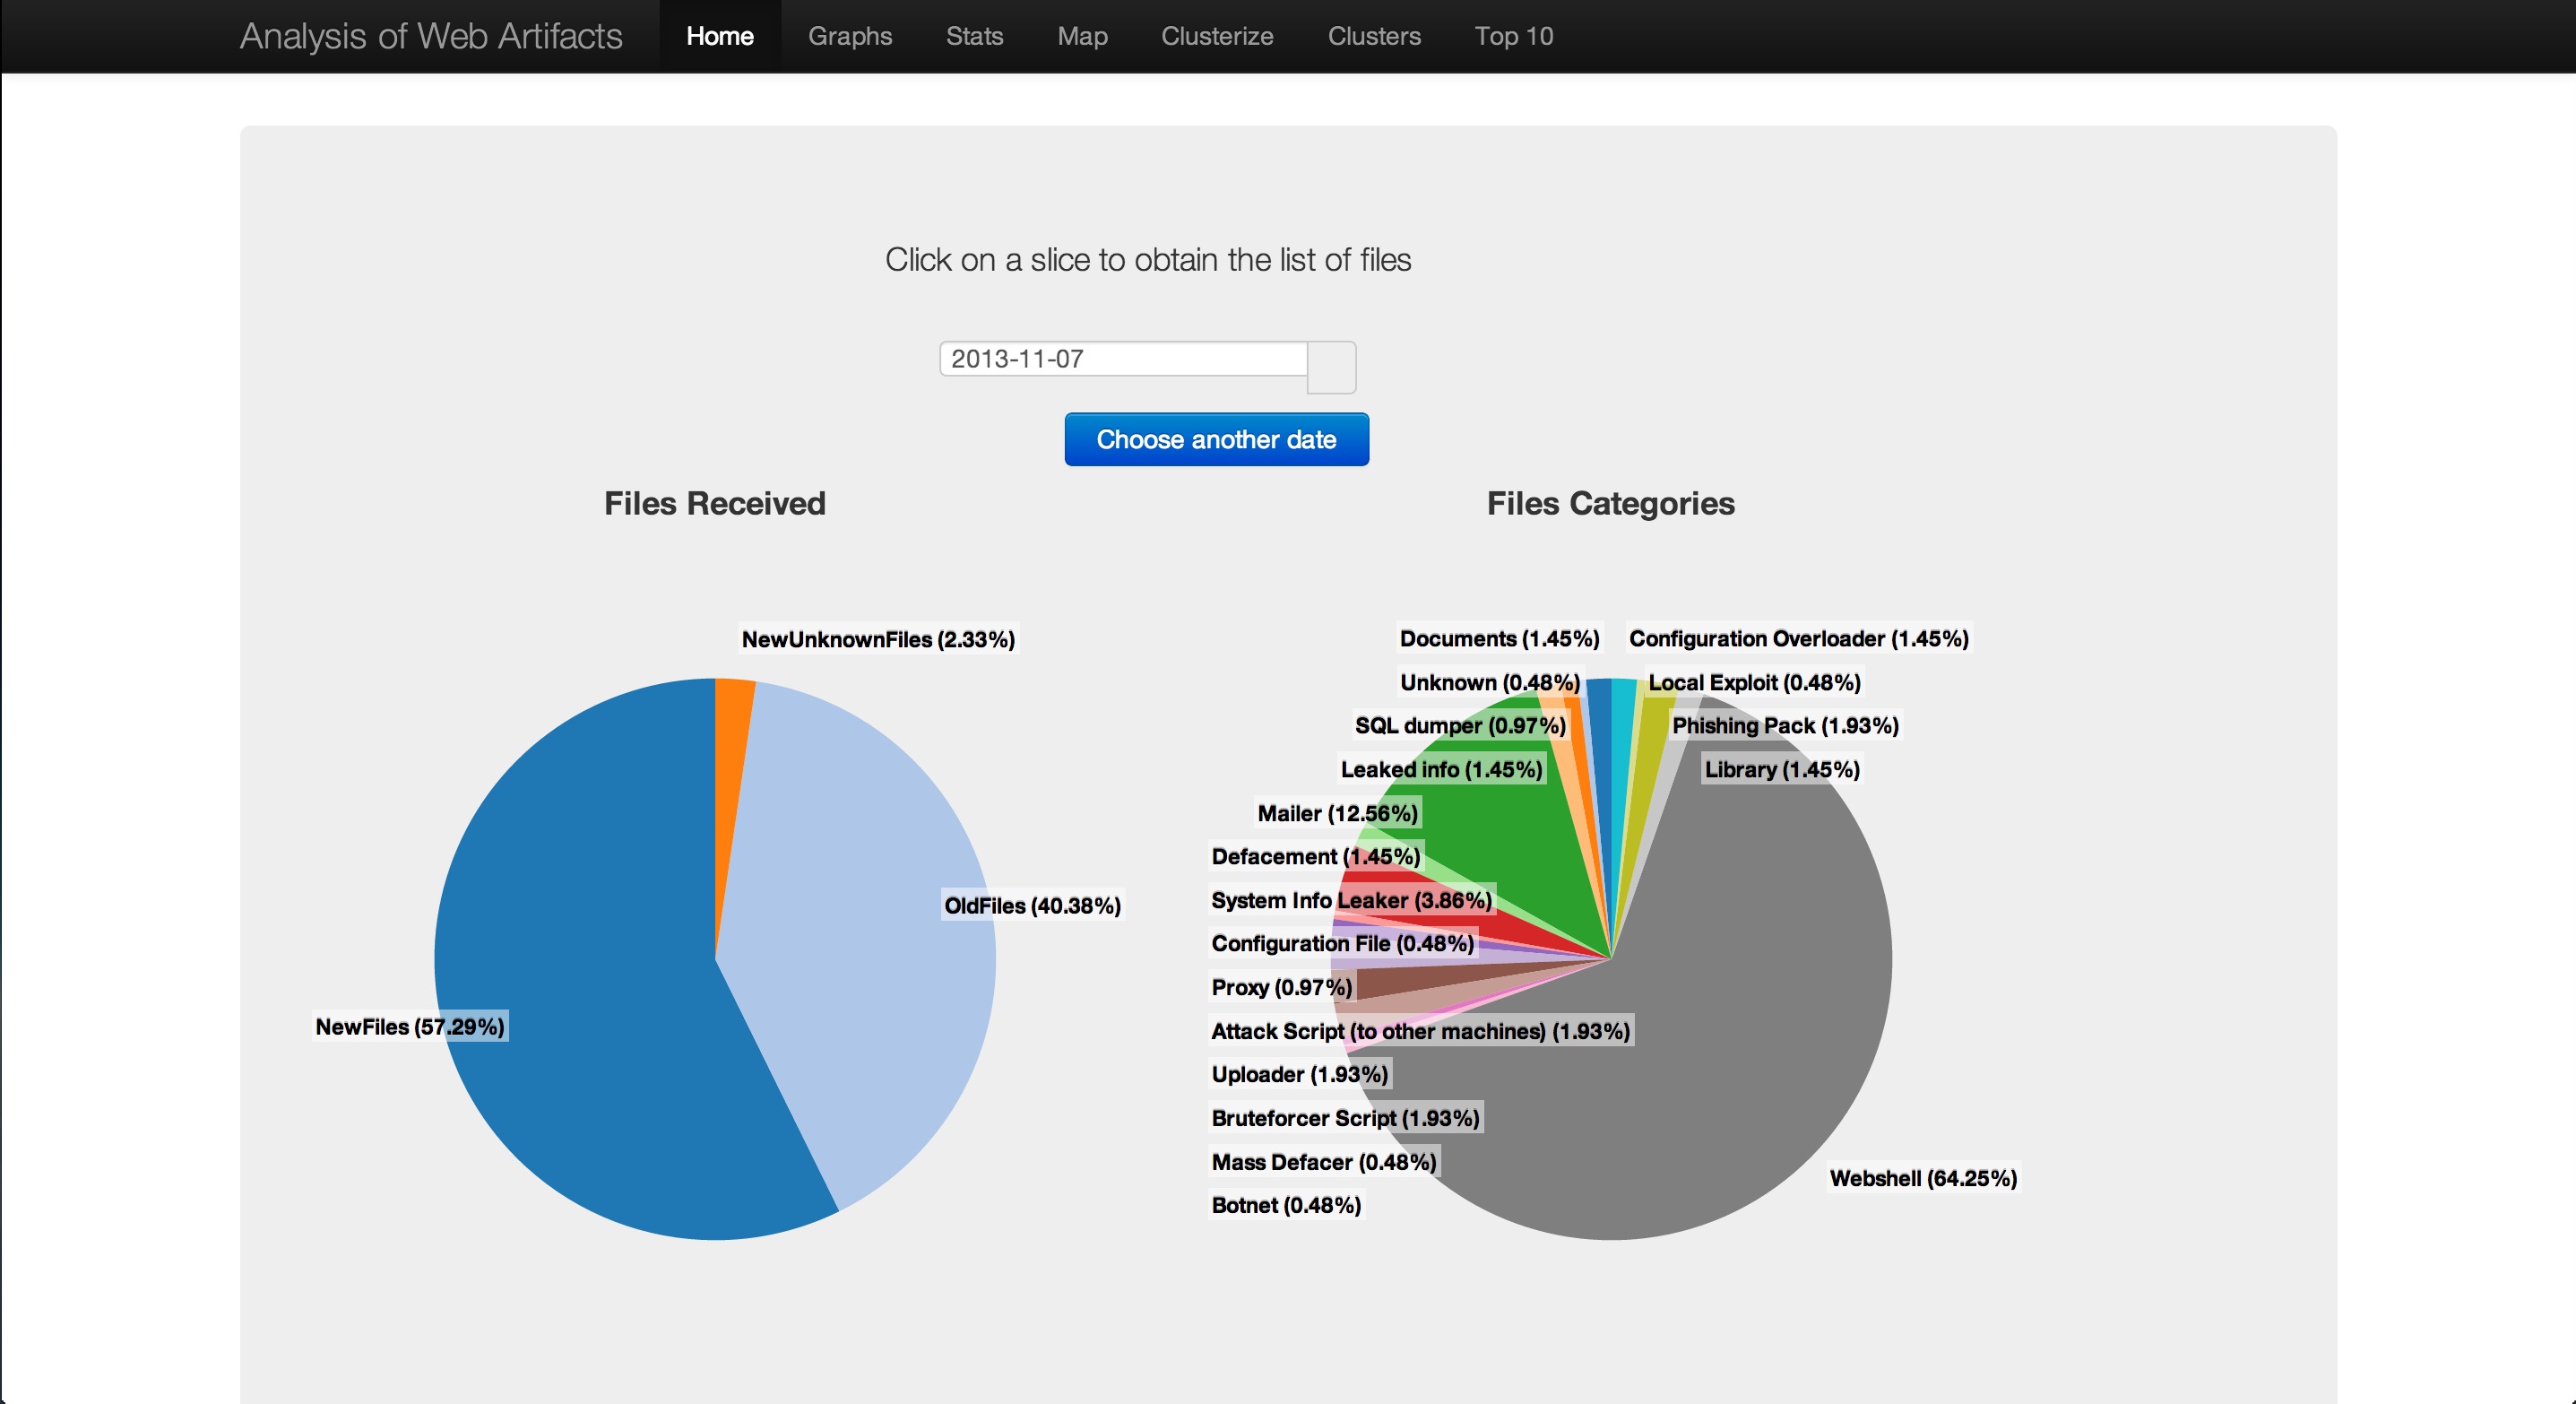 Analysis of Web Artifacts Home Graphs Stats Map Clusterize Clusters Top 10
Click on a slice to obtain the list of files
2013-11-07
Choose another date
Files Received
NewUnknownFiles (2.33%)
OldFiles (40.38%)
NewFiles (57.29%)
Files Categories
Documents (1.45%)
Configuration Overloader (1.45%)
Unknown (0.48%)
Local Exploit (0.48%)
SQL dumper (0.97%)
Phishing Pack (1.93%)
Leaked info (1.45%)
Library (1.45%)
Mailer (12.56%)
Defacement (1.45%)
System Info Leaker (3.86%)
Configuration File (0.48%)
Proxy (0.97%)
Attack Script (to other machines) (1.93%)
Uploader (1.93%)
Bruteforcer Script (1.93%)
Mass Defacer (0.48%)
Webshell (64.25%)
Botnet (0.48%)